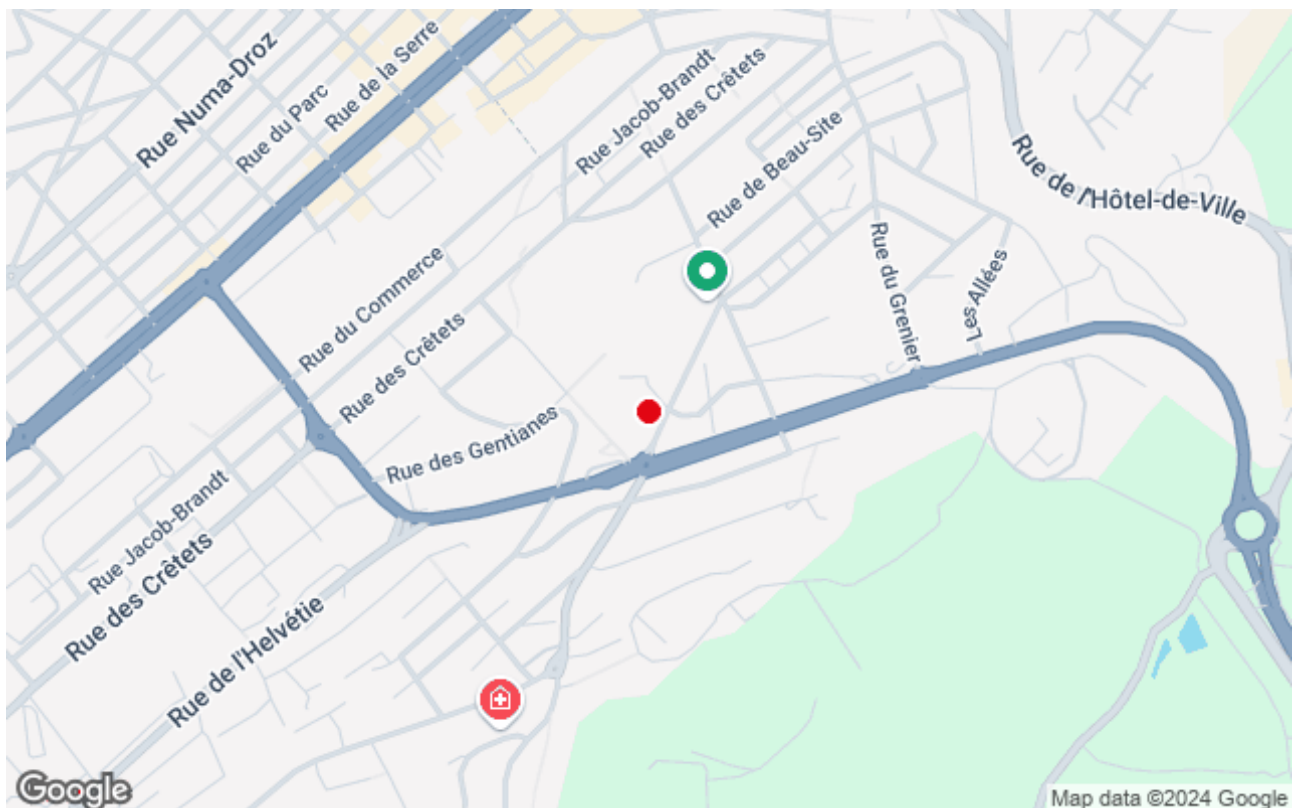 Rue Numa-Droz
Rue du Parc
Rue de la Serre
Rue Jacob-Brandt
Rue des Crêtets
Rue de Beau-Site
Rue de l'Hôtel-de-Ville
Rue du Commerce
Rue des Crêtets
Rue du Grenier
Les Allées
Rue des Gentianes
Rue Jacob-Brandt
Rue des Crêtets
Rue de l'Helvétie
Google
Map data ©2024 Google